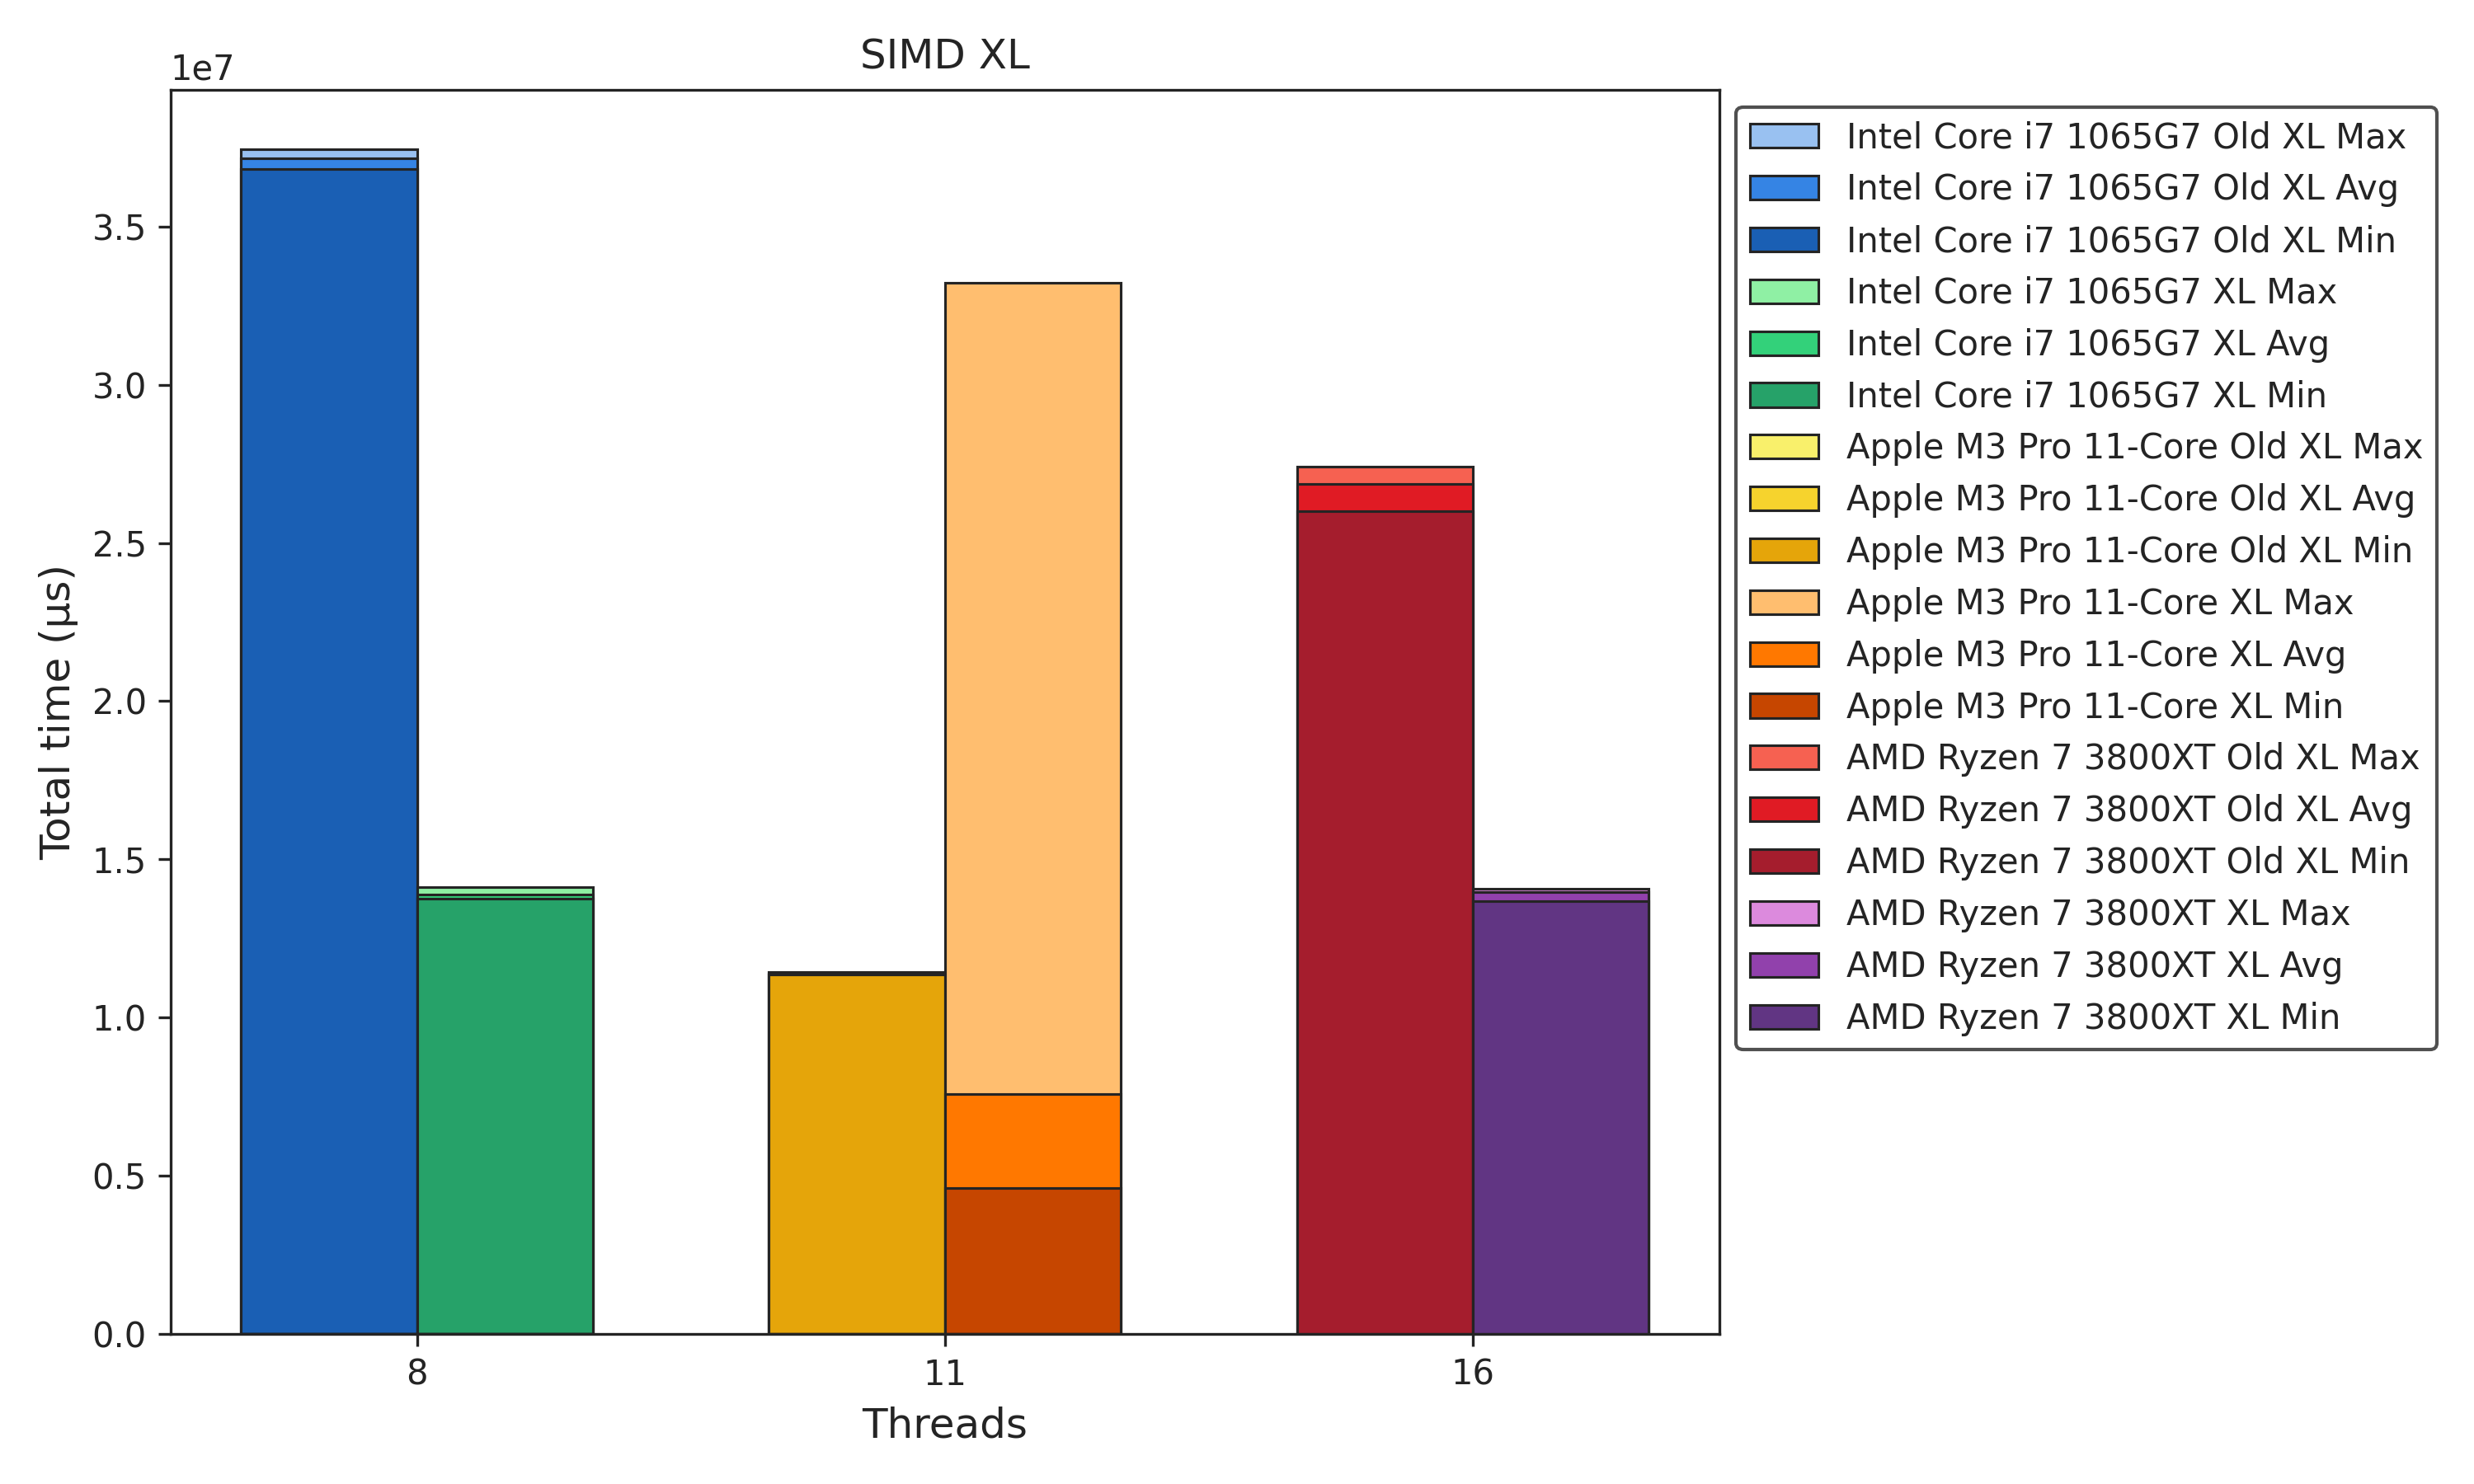 SIMD XL
1e7
3.5
3.0
2.5
2.0
1.5
1.0
0.5
0.0
Total time (µs)
8
11
16
Threads
Intel Core i7 1065G7 Old XL Max
Intel Core i7 1065G7 Old XL Avg
Intel Core i7 1065G7 Old XL Min
Intel Core i7 1065G7 XL Max
Intel Core i7 1065G7 XL Avg
Intel Core i7 1065G7 XL Min
Apple M3 Pro 11-Core Old XL Max
Apple M3 Pro 11-Core Old XL Avg
Apple M3 Pro 11-Core Old XL Min
Apple M3 Pro 11-Core XL Max
Apple M3 Pro 11-Core XL Avg
Apple M3 Pro 11-Core XL Min
AMD Ryzen 7 3800XT Old XL Max
AMD Ryzen 7 3800XT Old XL Avg
AMD Ryzen 7 3800XT Old XL Min
AMD Ryzen 7 3800XT XL Max
AMD Ryzen 7 3800XT XL Avg
AMD Ryzen 7 3800XT XL Min